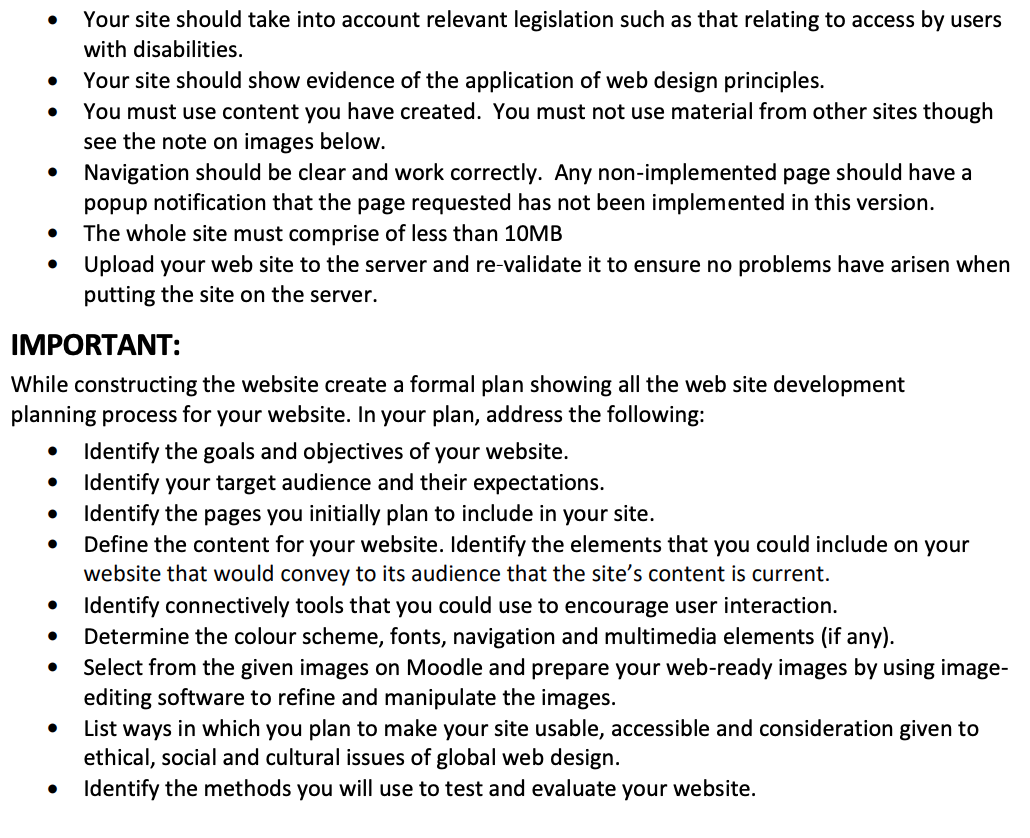 • Your site should take into account relevant legislation such as that relating to access by users
with disabilities.
• Your site should show evidence of the application of web design principles.
• You must use content you have created.  You must not use material from other sites though
see the note on images below.
• Navigation should be clear and work correctly.  Any non-implemented page should have a
popup notification that the page requested has not been implemented in this version.
• The whole site must comprise of less than 10MB
• Upload your web site to the server and re-validate it to ensure no problems have arisen when
putting the site on the server.
IMPORTANT:
While constructing the website create a formal plan showing all the web site development
planning process for your website. In your plan, address the following:
• Identify the goals and objectives of your website.
• Identify your target audience and their expectations.
• Identify the pages you initially plan to include in your site.
• Define the content for your website. Identify the elements that you could include on your
website that would convey to its audience that the site’s content is current.
• Identify connectively tools that you could use to encourage user interaction.
• Determine the colour scheme, fonts, navigation and multimedia elements (if any).
• Select from the given images on Moodle and prepare your web-ready images by using image-
editing software to refine and manipulate the images.
• List ways in which you plan to make your site usable, accessible and consideration given to
ethical, social and cultural issues of global web design.
• Identify the methods you will use to test and evaluate your website.